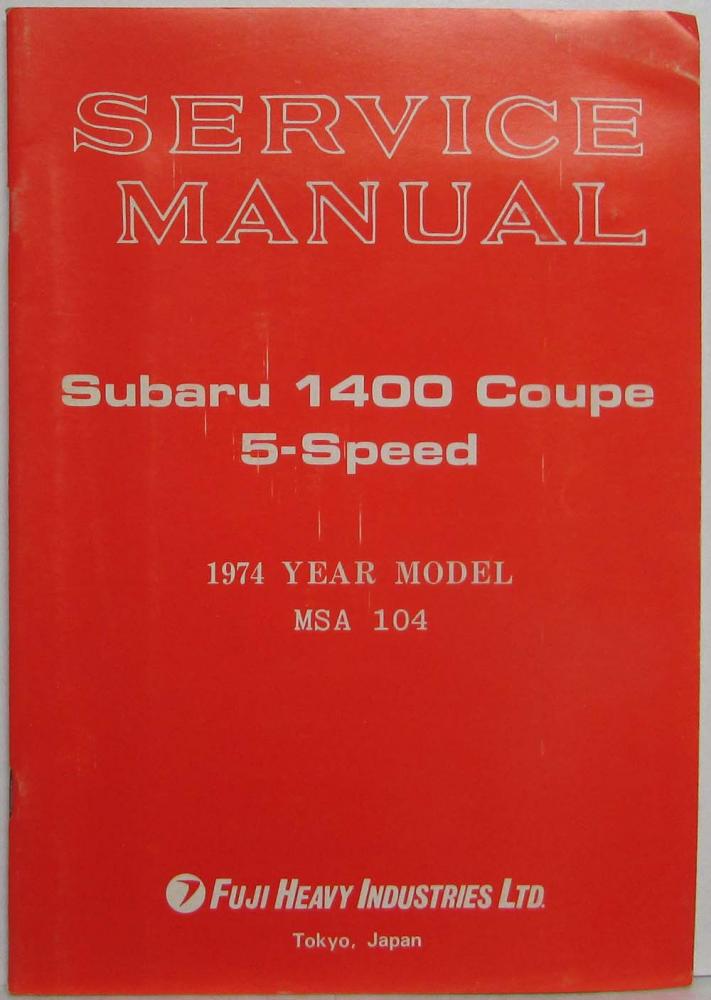 SERVICE
MANUAL
Subaru 1400 Coupe
5-Speed
1974 YEAR MODEL
MSA 104
FUJI HEAVY INDUSTRIES LTD.
Tokyo, Japan